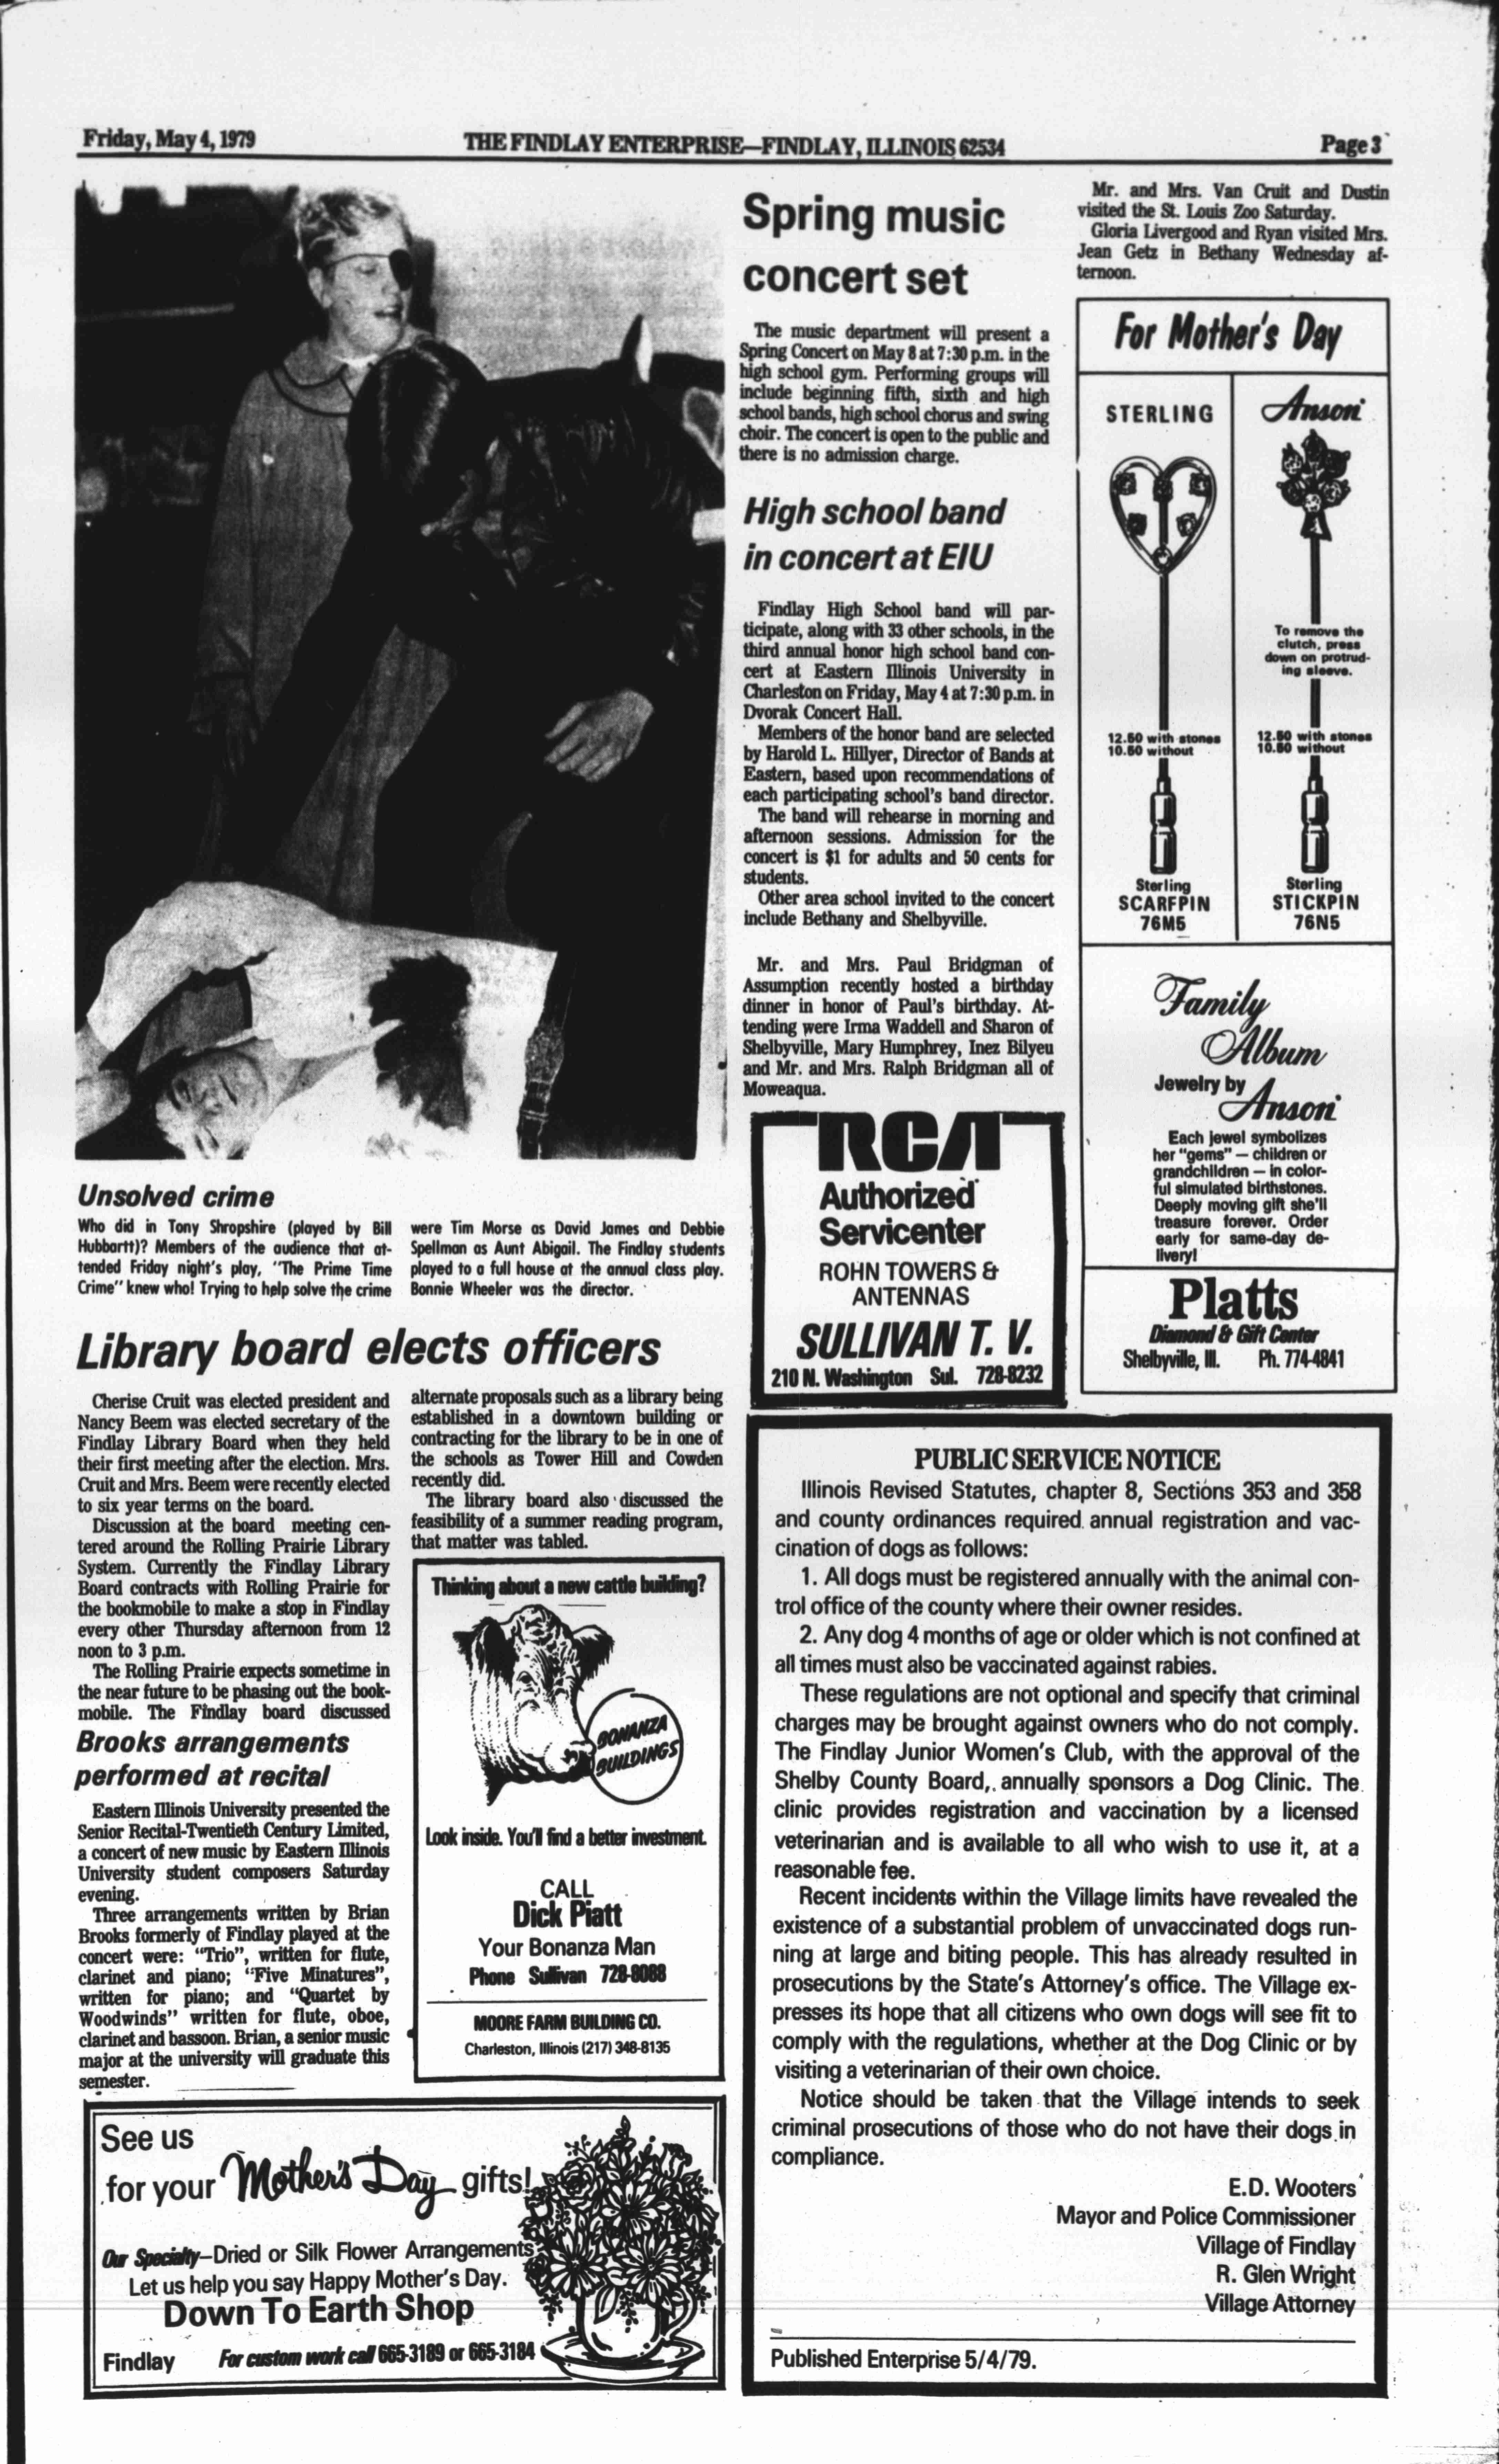 Friday, May 4, 1979
THE FINDLAY ENTERPRISE—FINDLAY, ILLINOIS 62534
Page 3
Unsolved crime
Who did in Tony Shropshire (played by Bill
Hubbartt)? Members of the audience that at-
tended Friday night's play, "The Prime Time
Crime" knew who! Trying to help solve the crime
were Tim Morse as David James and Debbie
Spellman as Aunt Abigail. The Findlay students
played to a full house at the annual class play.
Bonnie Wheeler was the director.
Library board elects officers
Cherise Cruit was elected president and
Nancy Beem was elected secretary of the
Findlay Library Board when they held
their first meeting after the election. Mrs.
Cruit and Mrs. Beem were recently elected
to six year terms on the board.
Discussion at the board meeting cen-
tered around the Rolling Prairie Library
System. Currently the Findlay Library
Board contracts with Rolling Prairie for
the bookmobile to make a stop in Findlay
every other Thursday afternoon from 12
noon to 3 p.m.
The Rolling Prairie expects sometime in
the near future to be phasing out the book-
mobile. The Findlay board discussed
alternate proposals such as a library being
established in a downtown building or
contracting for the library to be in one of
the schools as Tower Hill and Cowden
recently did.
The library board also discussed the
feasibility of a summer reading program,
that matter was tabled.
Brooks arrangements
performed at recital
Eastern Illinois University presented the
Senior Recital-Twentieth Century Limited,
a concert of new music by Eastern Illinois
University student composers Saturday
evening.
Three arrangements written by Brian
Brooks formerly of Findlay played at the
concert were: "Trio", written for flute,
clarinet and piano; "Five Minatures",
written for piano; and "Quartet by
Woodwinds" written for flute, oboe,
clarinet and bassoon. Brian, a senior music
major at the university will graduate this
semester.
Thinking about a new cattle building?
BONANZA
BUILDINGS
Look inside. You'll find a better investment.
CALL
Dick Piatt
Your Bonanza Man
Phone Sullivan 728-8088
MOORE FARM BUILDING CO.
Charleston, Illinois (217) 348-8135
See us
for your Mother's Day gifts!
Our Specialty—Dried or Silk Flower Arrangements
Let us help you say Happy Mother's Day.
Down To Earth Shop
Findlay
For custom work call 665-3189 or 665-3184
Spring music
concert set
The music department will present a
Spring Concert on May 8 at 7:30 p.m. in the
high school gym. Performing groups will
include beginning fifth, sixth and high
school bands, high school chorus and swing
choir. The concert is open to the public and
there is no admission charge.
High school band
in concert at EIU
Findlay High School band will par-
ticipate, along with 33 other schools, in the
third annual honor high school band con-
cert at Eastern Illinois University in
Charleston on Friday, May 4 at 7:30 p.m. in
Dvorak Concert Hall.
Members of the honor band are selected
by Harold L. Hillyer, Director of Bands at
Eastern, based upon recommendations of
each participating school's band director.
The band will rehearse in morning and
afternoon sessions. Admission for the
concert is $1 for adults and 50 cents for
students.
Other area school invited to the concert
include Bethany and Shelbyville.
Mr. and Mrs. Paul Bridgman of
Assumption recently hosted a birthday
dinner in honor of Paul's birthday. At-
tending were Irma Waddell and Sharon of
Shelbyville, Mary Humphrey, Inez Bilyeu
and Mr. and Mrs. Ralph Bridgman all of
Moweaqua.
RCA
Authorized
Servicenter
ROHN TOWERS &
ANTENNAS
SULLIVAN T. V.
210 N. Washington Sul. 728-8232
Mr. and Mrs. Van Cruit and Dustin
visited the St. Louis Zoo Saturday.
Gloria Livergood and Ryan visited Mrs.
Jean Getz in Bethany Wednesday af-
ternoon.
For Mother's Day
STERLING
12.50 with stones
10.50 without
Sterling
SCARFPIN
76M5
Anson
To remove the
clutch, press
down on protrud-
ing sleeve.
12.50 with stones
10.50 without
Sterling
STICKPIN
76N5
Family
Album
Jewelry by
Anson
Each jewel symbolizes
her "gems" — children or
grandchildren — in color-
ful simulated birthstones.
Deeply moving gift she'll
treasure forever. Order
early for same-day de-
livery!
Platts
Diamond & Gift Center
Shelbyville, Ill. Ph. 774-4841
PUBLIC SERVICE NOTICE
Illinois Revised Statutes, chapter 8, Sections 353 and 358
and county ordinances required annual registration and vac-
cination of dogs as follows:
1. All dogs must be registered annually with the animal con-
trol office of the county where their owner resides.
2. Any dog 4 months of age or older which is not confined at
all times must also be vaccinated against rabies.
These regulations are not optional and specify that criminal
charges may be brought against owners who do not comply.
The Findlay Junior Women's Club, with the approval of the
Shelby County Board,. annually sponsors a Dog Clinic. The
clinic provides registration and vaccination by a licensed
veterinarian and is available to all who wish to use it, at a
reasonable fee.
Recent incidents within the Village limits have revealed the
existence of a substantial problem of unvaccinated dogs run-
ning at large and biting people. This has already resulted in
prosecutions by the State's Attorney's office. The Village ex-
presses its hope that all citizens who own dogs will see fit to
comply with the regulations, whether at the Dog Clinic or by
visiting a veterinarian of their own choice.
Notice should be taken that the Village intends to seek
criminal prosecutions of those who do not have their dogs in
compliance.
E.D. Wooters
Mayor and Police Commissioner
Village of Findlay
R. Glen Wright
Village Attorney
Published Enterprise 5/4/79.